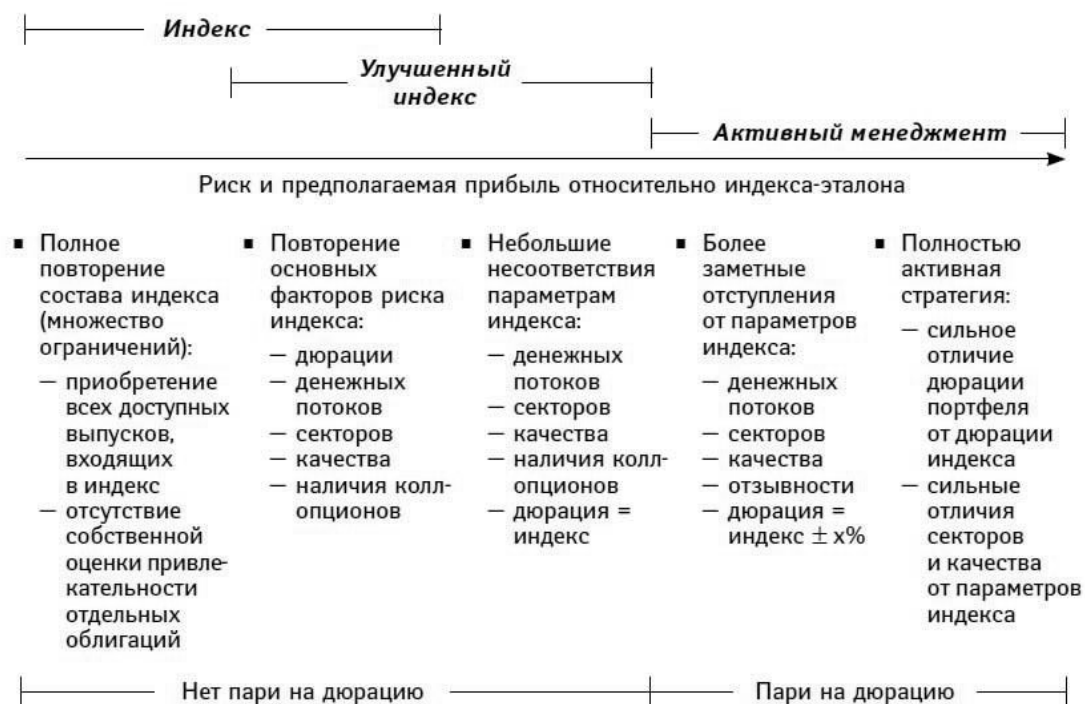 Индекс
Улучшенный
индекс
Активный менеджмент
Риск и предполагаемая прибыль относительно индекса-эталона
▪ Полное
повторение
состава индекса
(множество
ограничений):
— приобретение
всех доступных
выпусков,
входящих
в индекс
— отсутствие
собственной
оценки привле-
кательности
отдельных
облигаций
▪ Повторение
основных
факторов риска
индекса:
— дюрации
— денежных
потоков
— секторов
— качества
— наличия колл-
опционов
▪ Небольшие
несоответствия
параметрам
индекса:
— денежных
потоков
— секторов
— качества
— наличия колл-
опционов
— дюрация =
индекс
▪ Более
заметные
отступления
от параметров
индекса:
— денежных
потоков
— секторов
— качества
— отзывности
— дюрация =
индекс ± x%
▪ Полностью
активная
стратегия:
— сильное
отличие
дюрации
портфеля
от дюрации
индекса
— сильные
отличия
секторов
и качества
от параметров
индекса
Нет пари на дюрацию
Пари на дюрацию